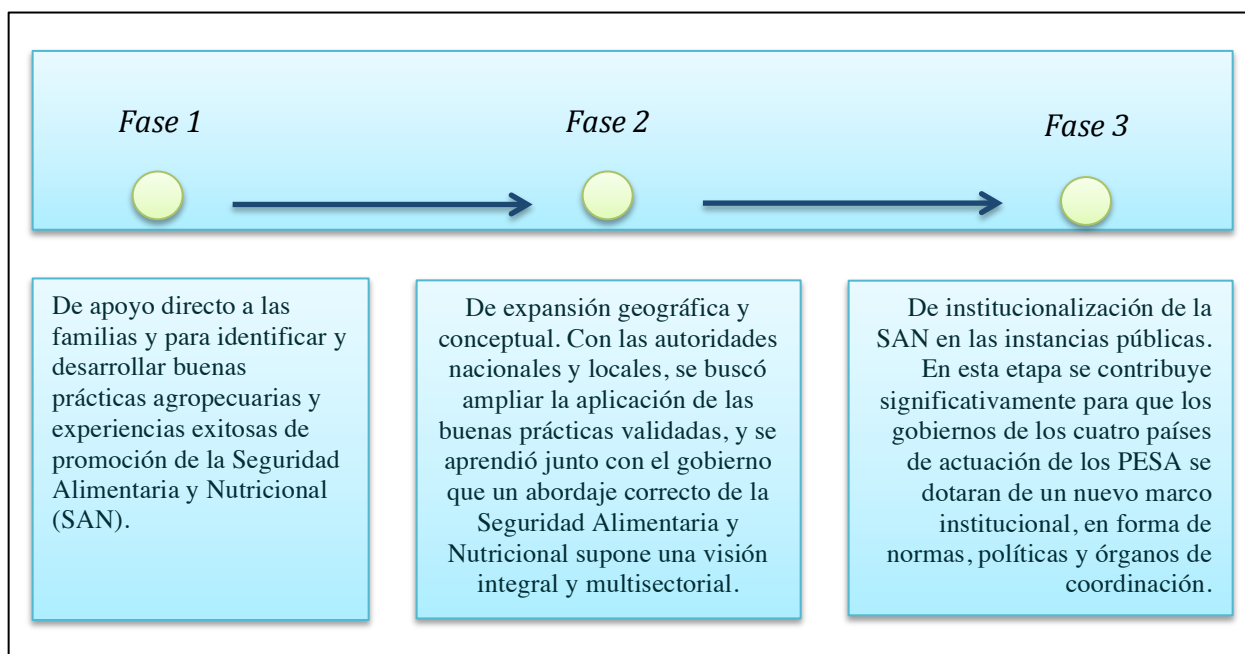 Fase 1
Fase 2
Fase 3
De apoyo directo a las
familias y para identificar y
desarrollar buenas
prácticas agropecuarias y
experiencias exitosas de
promoción de la Seguridad
Alimentaria y Nutricional
(SAN).
De expansión geográfica y
conceptual. Con las autoridades
nacionales y locales, se buscó
ampliar la aplicación de las
buenas prácticas validadas, y se
aprendió junto con el gobierno
que un abordaje correcto de la
Seguridad Alimentaria y
Nutricional supone una visión
integral y multisectorial.
De institucionalización de la
SAN en las instancias públicas.
En esta etapa se contribuye
significativamente para que los
gobiernos de los cuatro países
de actuación de los PESA se
dotaran de un nuevo marco
institucional, en forma de
normas, políticas y órganos de
coordinación.